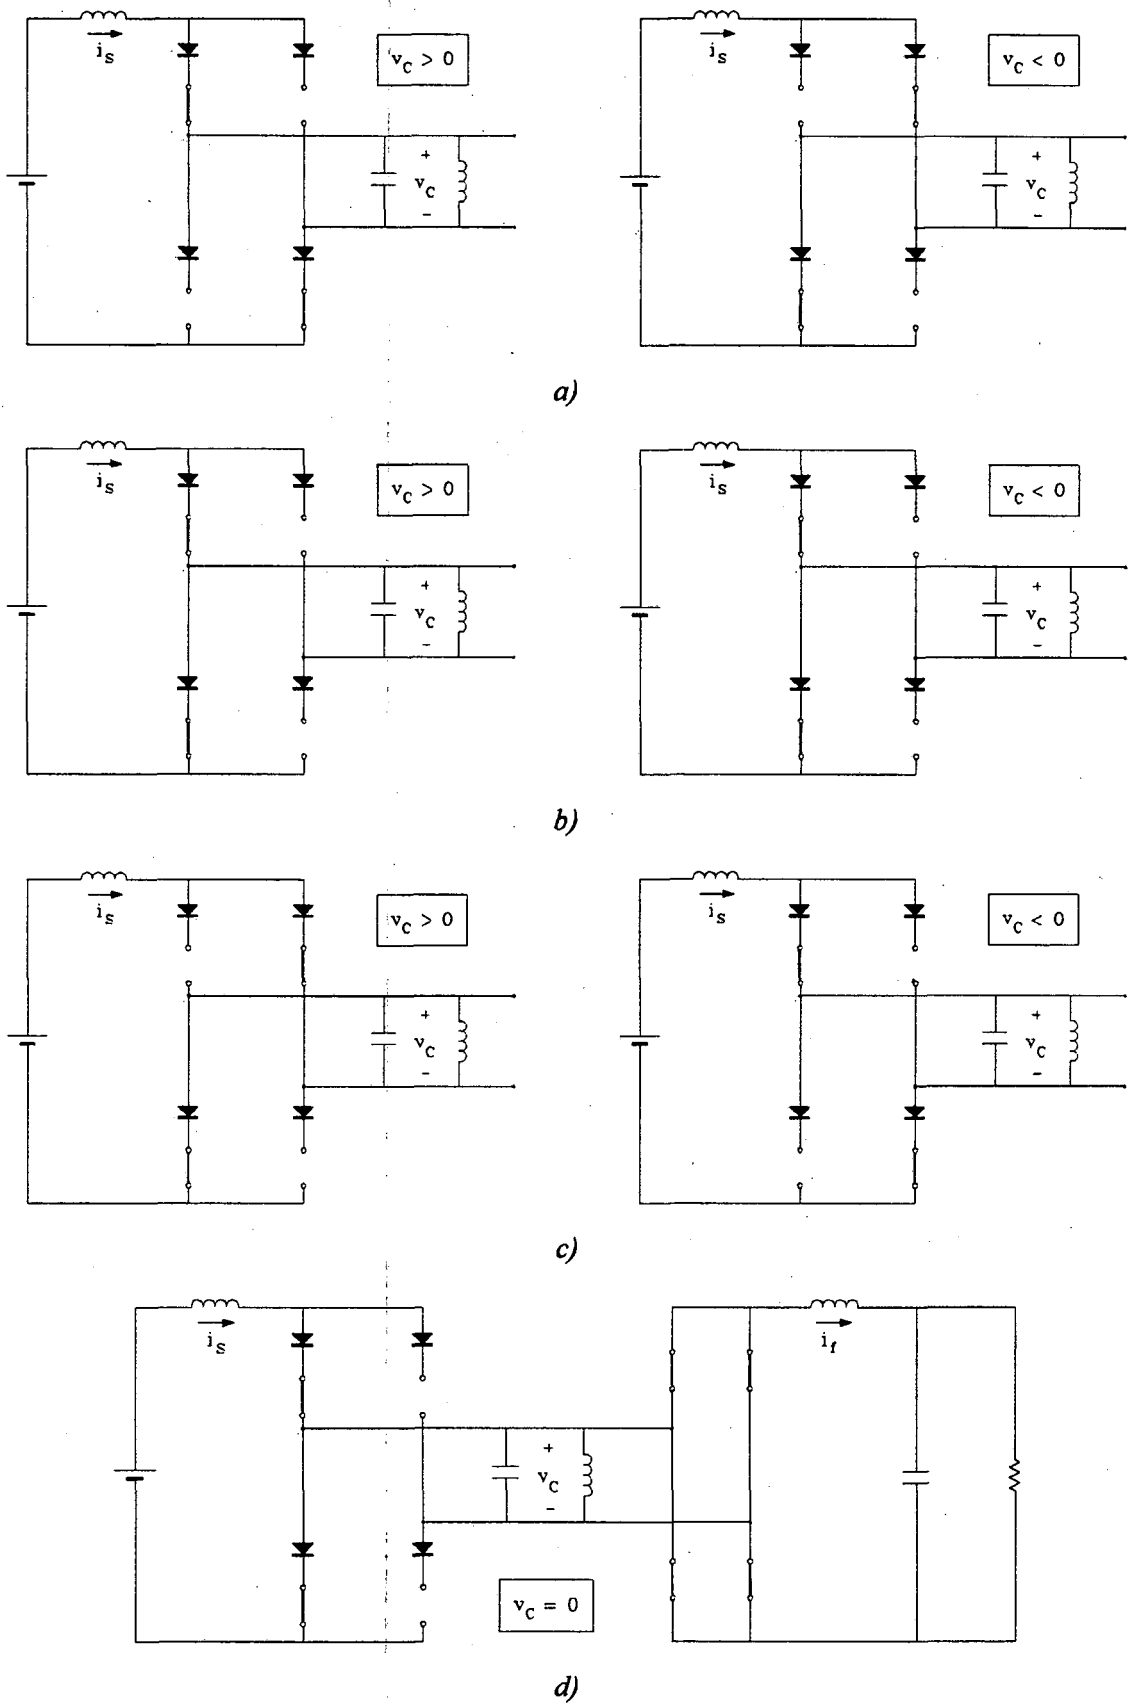 i_S
v_C > 0
+
v_C
−
i_S
v_C < 0
+
v_C
−
a)
i_S
v_C > 0
+
v_C
−
i_S
v_C < 0
+
v_C
−
b)
i_S
v_C > 0
+
v_C
−
i_S
v_C < 0
+
v_C
−
c)
i_S
+
v_C
−
i_f
v_C = 0
d)